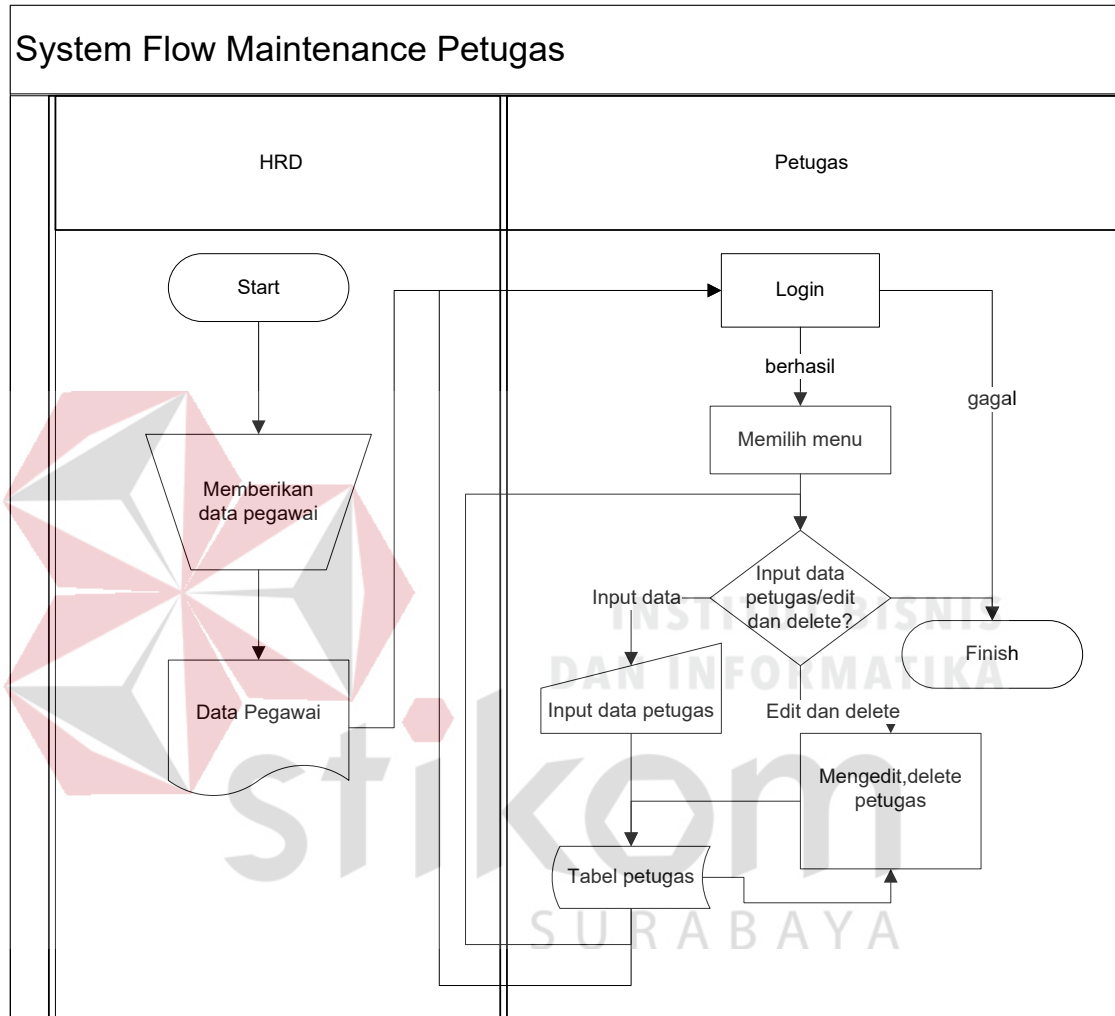 System Flow Maintenance Petugas
HRD
Petugas
Start
Login
berhasil
gagal
Memilih menu
Memberikan
data pegawai
Input data
petugas/edit
dan delete?
Input data
Finish
Data Pegawai
Input data petugas
Edit dan delete
Mengedit,delete
petugas
Tabel petugas
INSTITUT BISNIS
DAN INFORMATIKA
stikom
SURABAYA